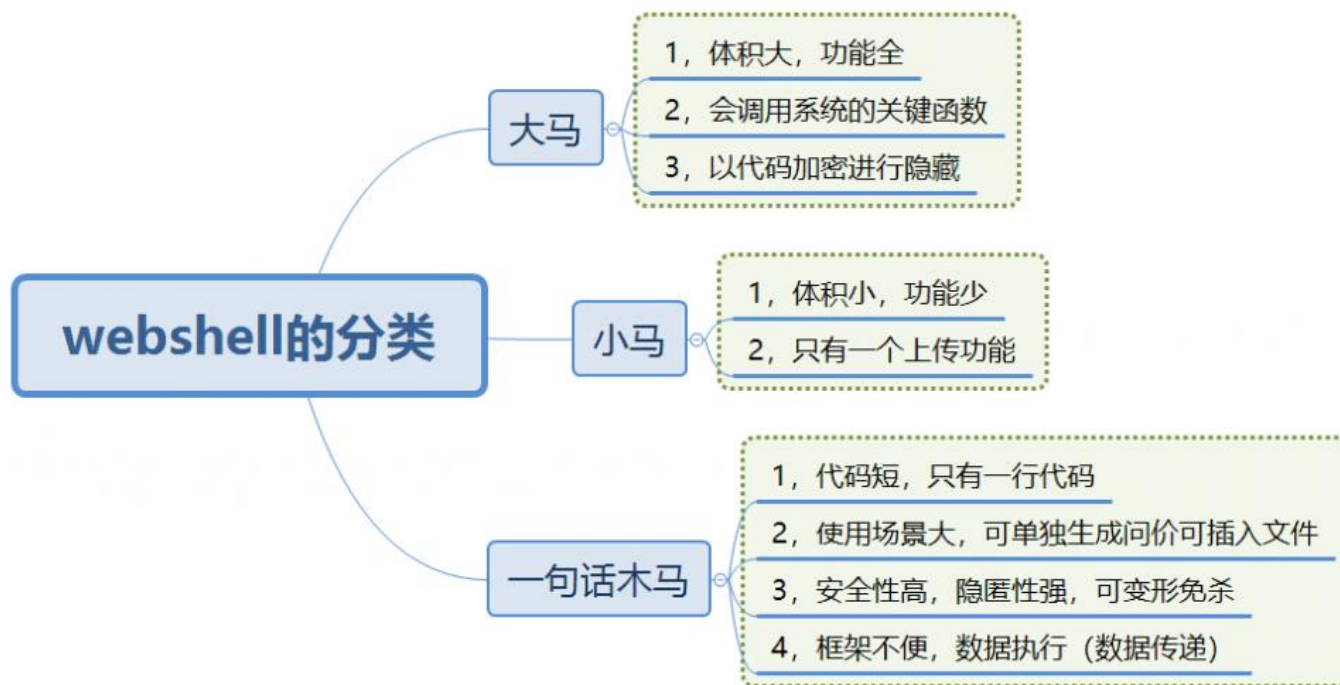 webshell的分类
大马
1，体积大，功能全
2，会调用系统的关键函数
3，以代码加密进行隐藏
小马
1，体积小，功能少
2，只有一个上传功能
一句话木马
1，代码短，只有一行代码
2，使用场景大，可单独生成问价可插入文件
3，安全性高，隐匿性强，可变形免杀
4，框架不便，数据执行（数据传递）